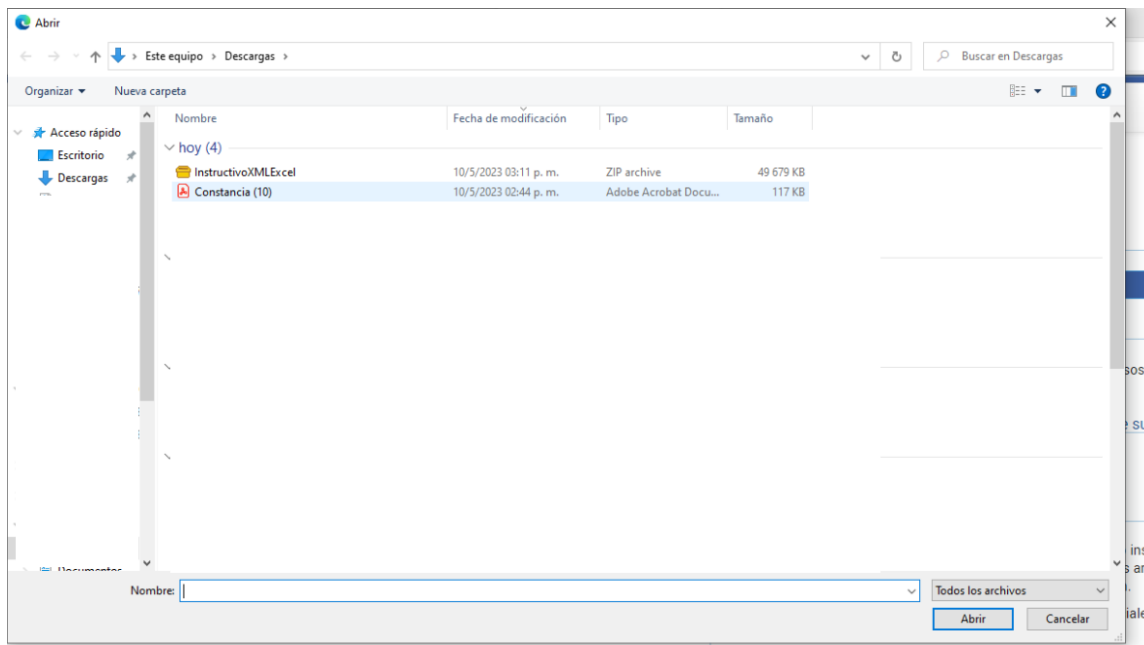 Abrir
Este equipo > Descargas >
Buscar en Descargas
Organizar Nueva carpeta
Nombre Fecha de modificación Tipo Tamaño
Acceso rápido
Escritorio
Descargas
hoy (4)
InstructivoXMLExcel 10/5/2023 03:11 p. m. ZIP archive 49 679 KB
Constancia (10) 10/5/2023 02:44 p. m. Adobe Acrobat Docu... 117 KB
Documentos
Nombre:
Todos los archivos
Abrir Cancelar